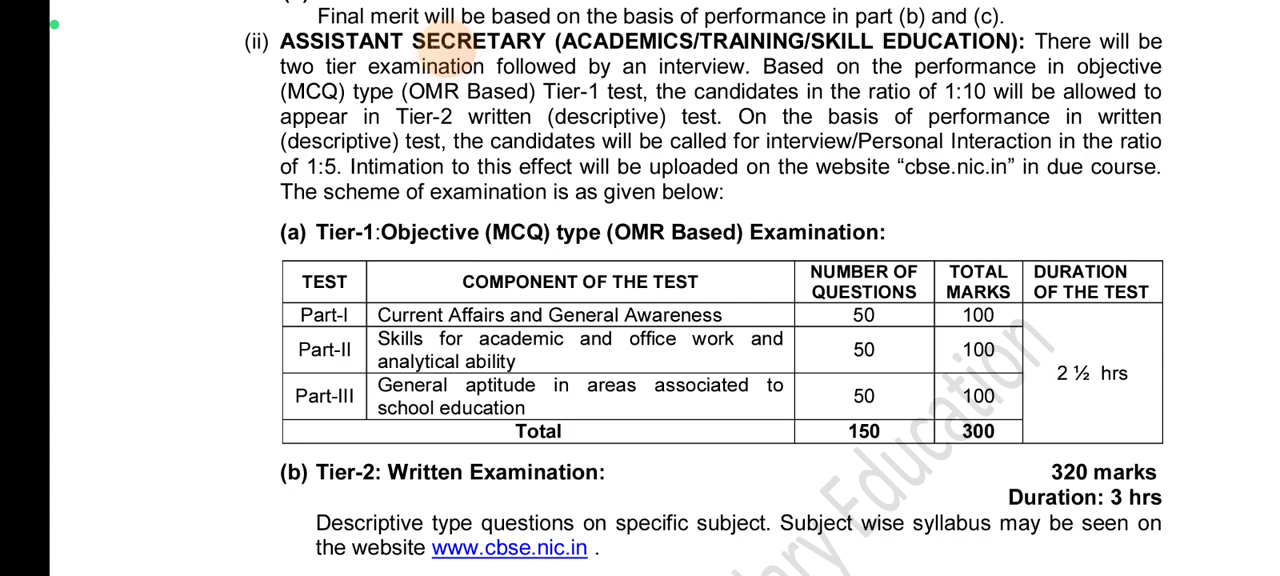 Final merit will be based on the basis of performance in part (b) and (c).
(ii) ASSISTANT SECRETARY (ACADEMICS/TRAINING/SKILL EDUCATION): There will be
two tier examination followed by an interview. Based on the performance in objective
(MCQ) type (OMR Based) Tier-1 test, the candidates in the ratio of 1:10 will be allowed to
appear in Tier-2 written (descriptive) test. On the basis of performance in written
(descriptive) test, the candidates will be called for interview/Personal Interaction in the ratio
of 1:5. Intimation to this effect will be uploaded on the website “cbse.nic.in” in due course.
The scheme of examination is as given below:
(a) Tier-1:Objective (MCQ) type (OMR Based) Examination:
TEST COMPONENT OF THE TEST NUMBER OF QUESTIONS TOTAL MARKS DURATION OF THE TEST
Part-I Current Affairs and General Awareness 50 100
Part-II Skills for academic and office work and analytical ability 50 100
2 ½ hrs
Part-III General aptitude in areas associated to school education 50 100
Total 150 300
(b) Tier-2: Written Examination: 320 marks
Duration: 3 hrs
Descriptive type questions on specific subject. Subject wise syllabus may be seen on
the website www.cbse.nic.in .
Education